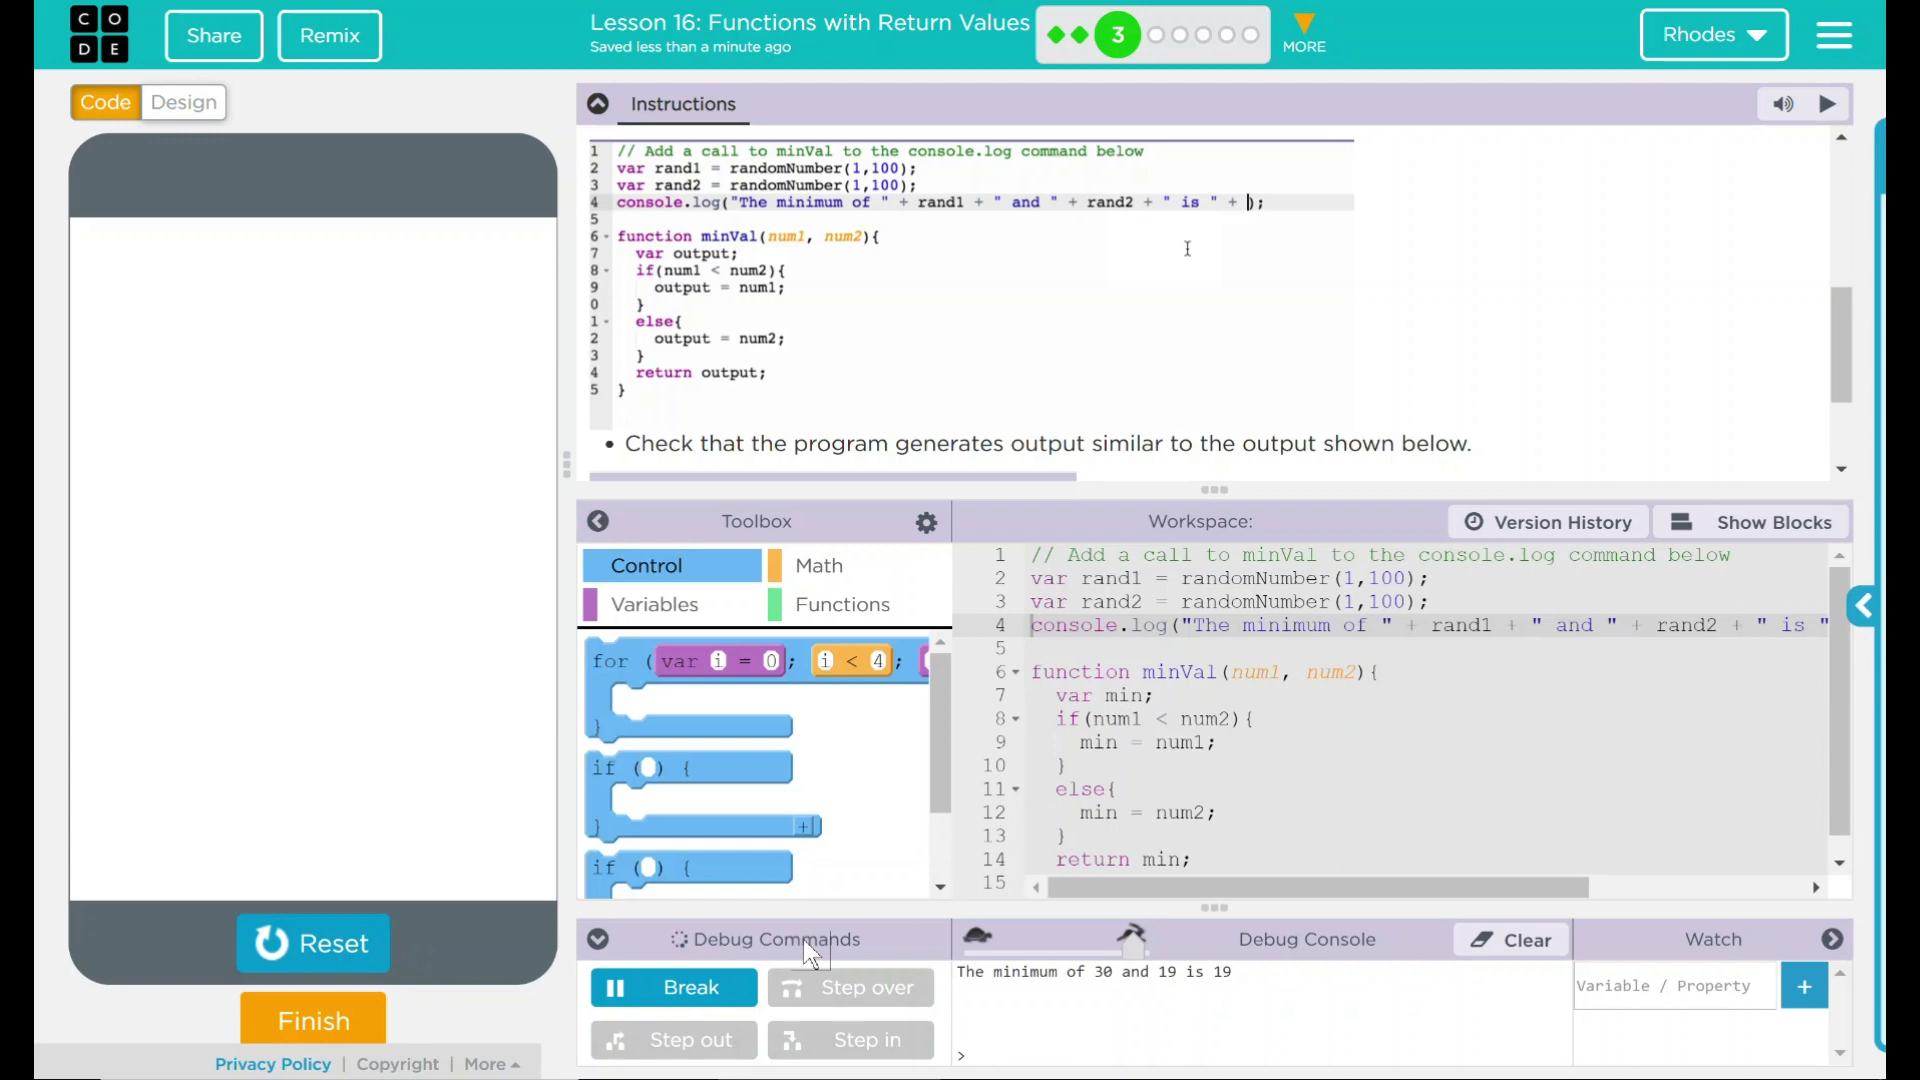 CO
DE
Share
Remix
Lesson 16: Functions with Return Values
Saved less than a minute ago
3
MORE
Rhodes
Code
Design
Instructions
1 // Add a call to minVal to the console.log command below
2 var rand1 = randomNumber(1,100);
3 var rand2 = randomNumber(1,100);
4 console.log("The minimum of " + rand1 + " and " + rand2 + " is " + );
5
6 function minVal(num1, num2){
7 var output;
8 if(num1 < num2){
9 output = num1;
0 }
1 else{
2 output = num2;
3 }
4 return output;
5 }
• Check that the program generates output similar to the output shown below.
Toolbox
Workspace:
Version History
Show Blocks
Control
Math
Variables
Functions
for (var i = 0; i < 4;
}
if () {
}
+
if () {
1 // Add a call to minVal to the console.log command below
2 var rand1 = randomNumber(1,100);
3 var rand2 = randomNumber(1,100);
4 console.log("The minimum of " + rand1 + " and " + rand2 + " is "
5
6 function minVal(num1, num2){
7 var min;
8 if(num1 < num2){
9 min = num1;
10 }
11 else{
12 min = num2;
13 }
14 return min;
15
Reset
Finish
Debug Commands
Break
Step over
Step out
Step in
Debug Console
Clear
The minimum of 30 and 19 is 19
>
Watch
Variable / Property
+
Privacy Policy | Copyright | More